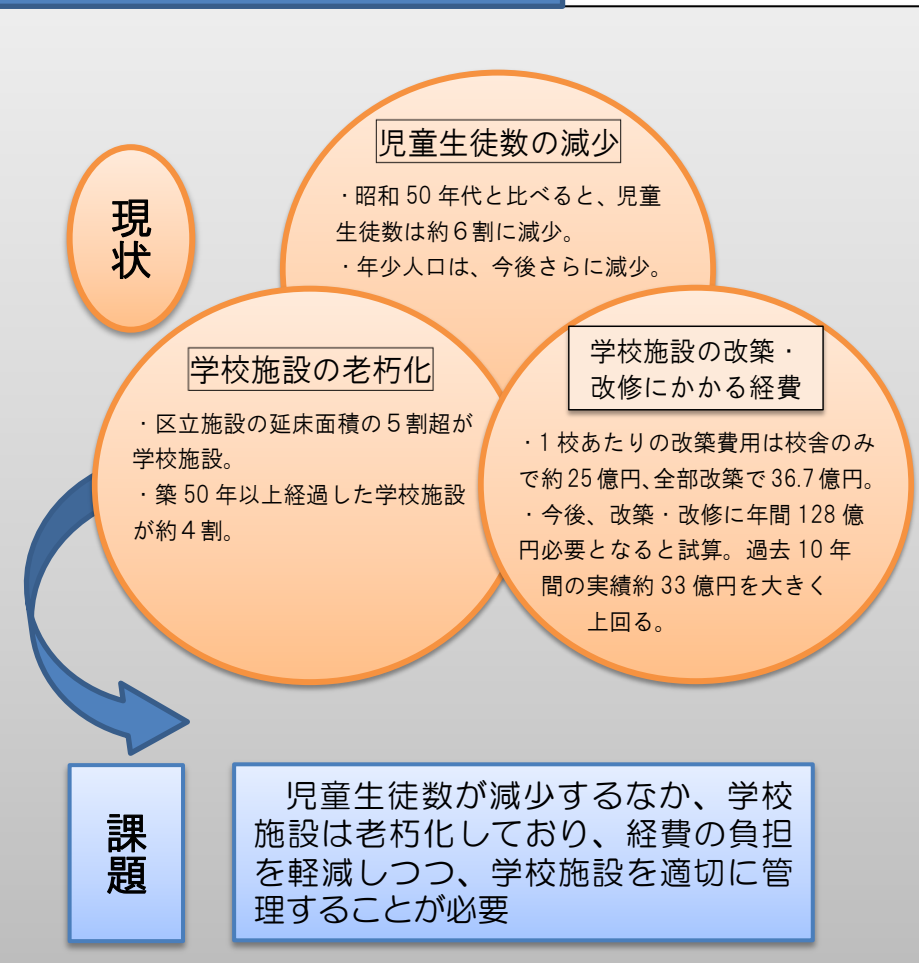 現状
児童生徒数の減少
・昭和 50 年代と比べると、児童
生徒数は約６割に減少。
・年少人口は、今後さらに減少。
学校施設の老朽化
・区立施設の延床面積の５割超が
学校施設。
・築 50 年以上経過した学校施設
が約４割。
学校施設の改築・
改修にかかる経費
・1 校あたりの改築費用は校舎のみ
で約 25 億円、全部改築で 36.7 億円。
・今後、改築・改修に年間 128 億
円必要となると試算。過去 10 年
間の実績約 33 億円を大きく
上回る。
課題
児童生徒数が減少するなか、学校
施設は老朽化しており、経費の負担
を軽減しつつ、学校施設を適切に管
理することが必要